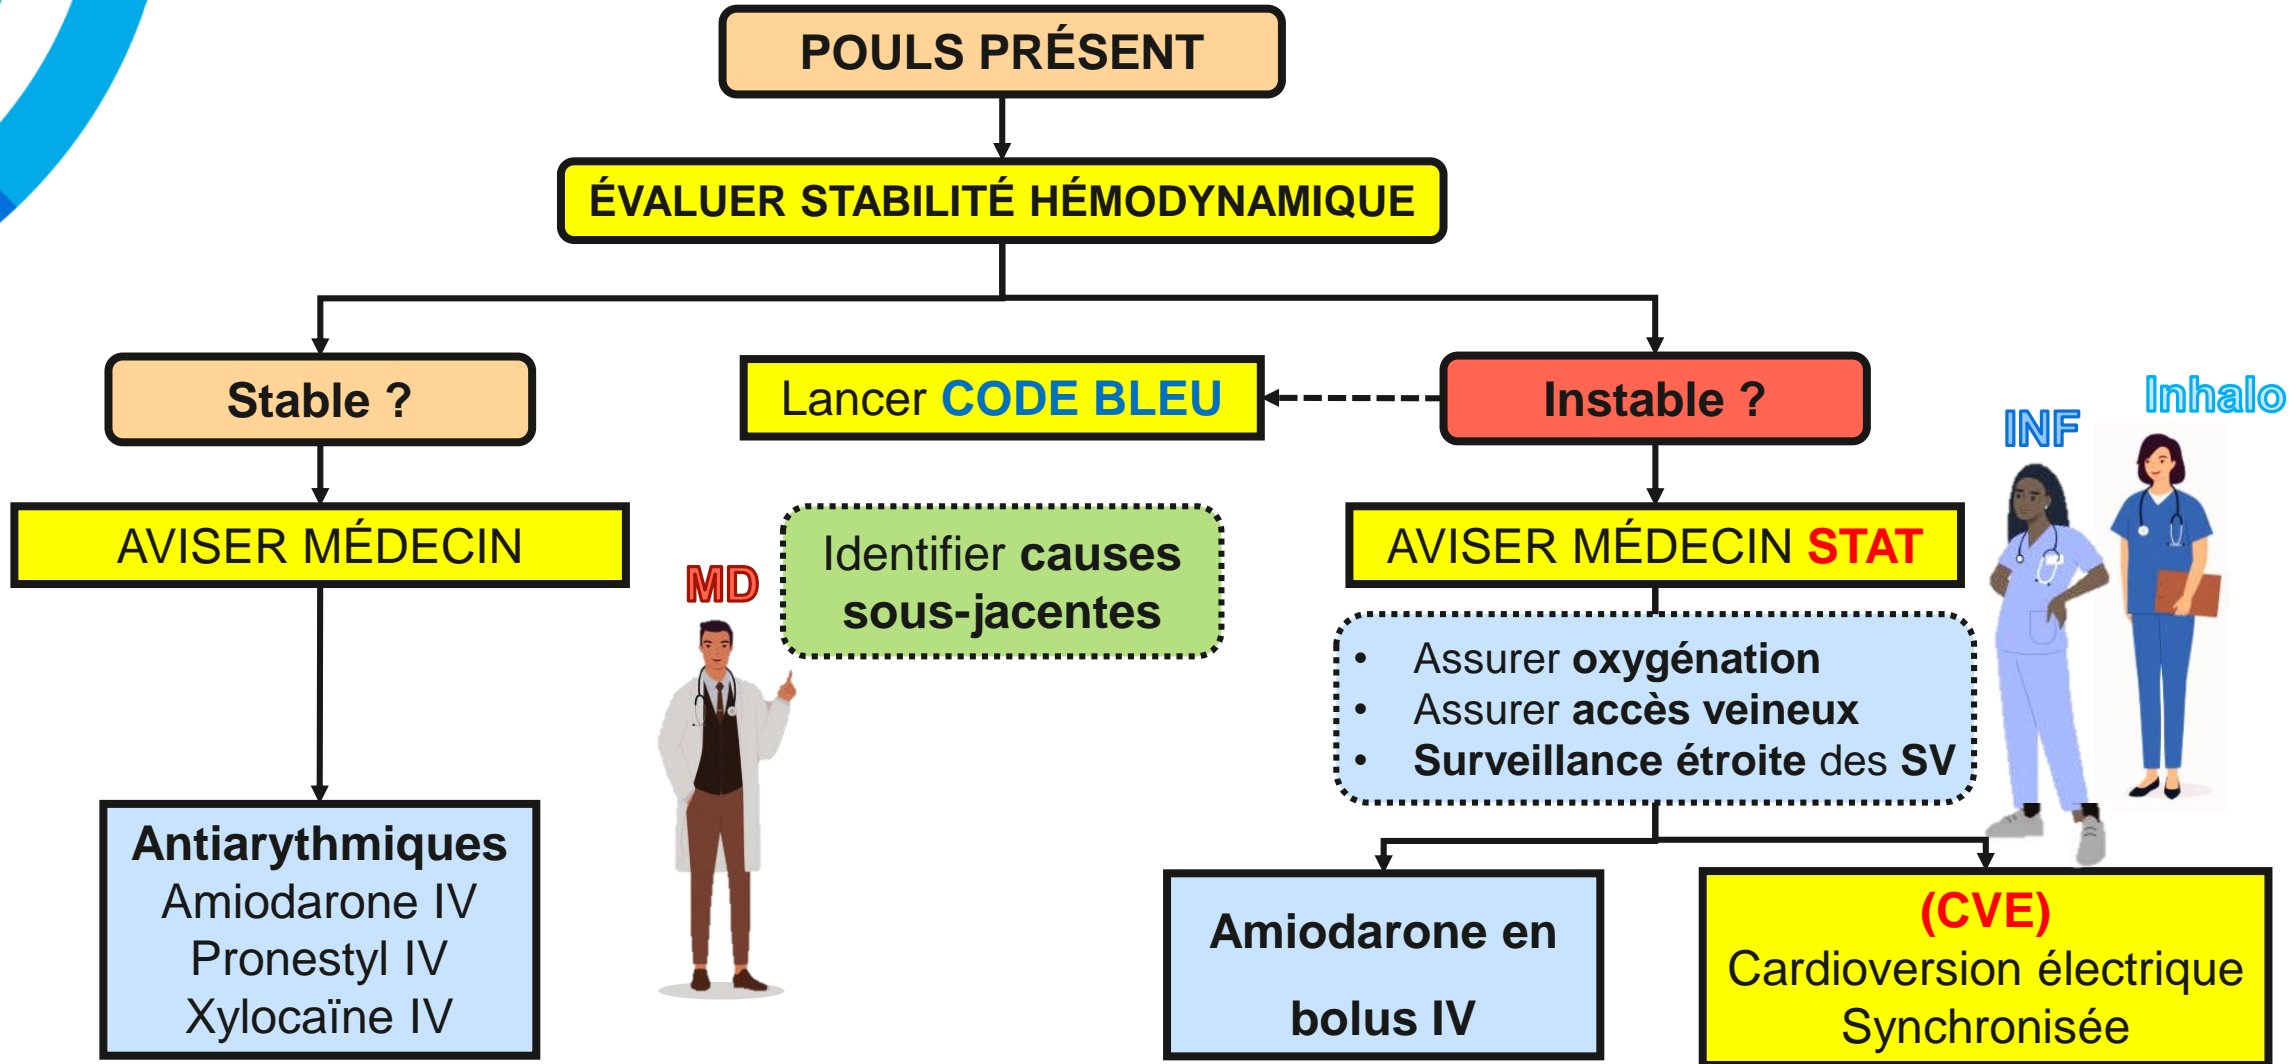 POULS PRÉSENT
ÉVALUER STABILITÉ HÉMODYNAMIQUE
Stable ?
Lancer CODE BLEU
Instable ?
INF
Inhalo
AVISER MÉDECIN
MD
Identifier causes
sous-jacentes
AVISER MÉDECIN STAT
• Assurer oxygénation
• Assurer accès veineux
• Surveillance étroite des SV
Antiarythmiques
Amiodarone IV
Pronestyl IV
Xylocaïne IV
Amiodarone en
bolus IV
(CVE)
Cardioversion électrique
Synchronisée